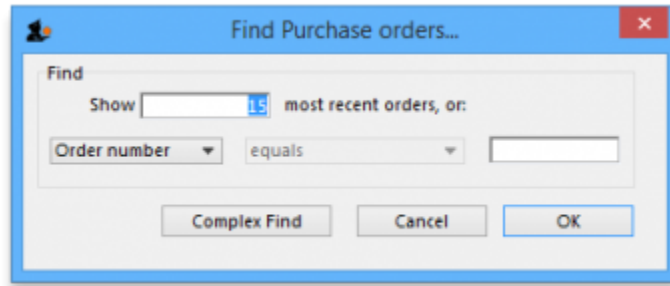 Find Purchase orders...
Find
Show 15 most recent orders, or:
Order number equals
Complex Find Cancel OK